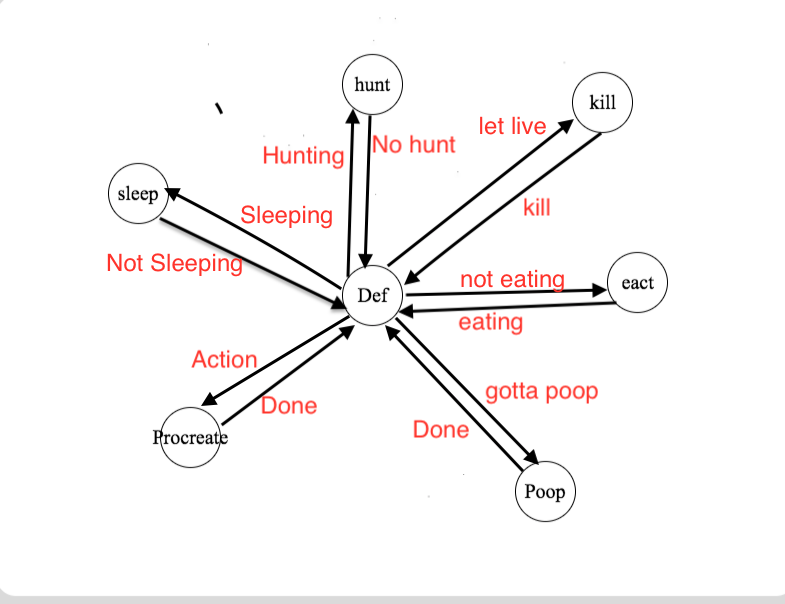 hunt
kill
let live
No hunt
Hunting
sleep
Sleeping
kill
Not Sleeping
not eating
eact
Def
eating
Action
gotta poop
Done
Done
Procreate
Poop